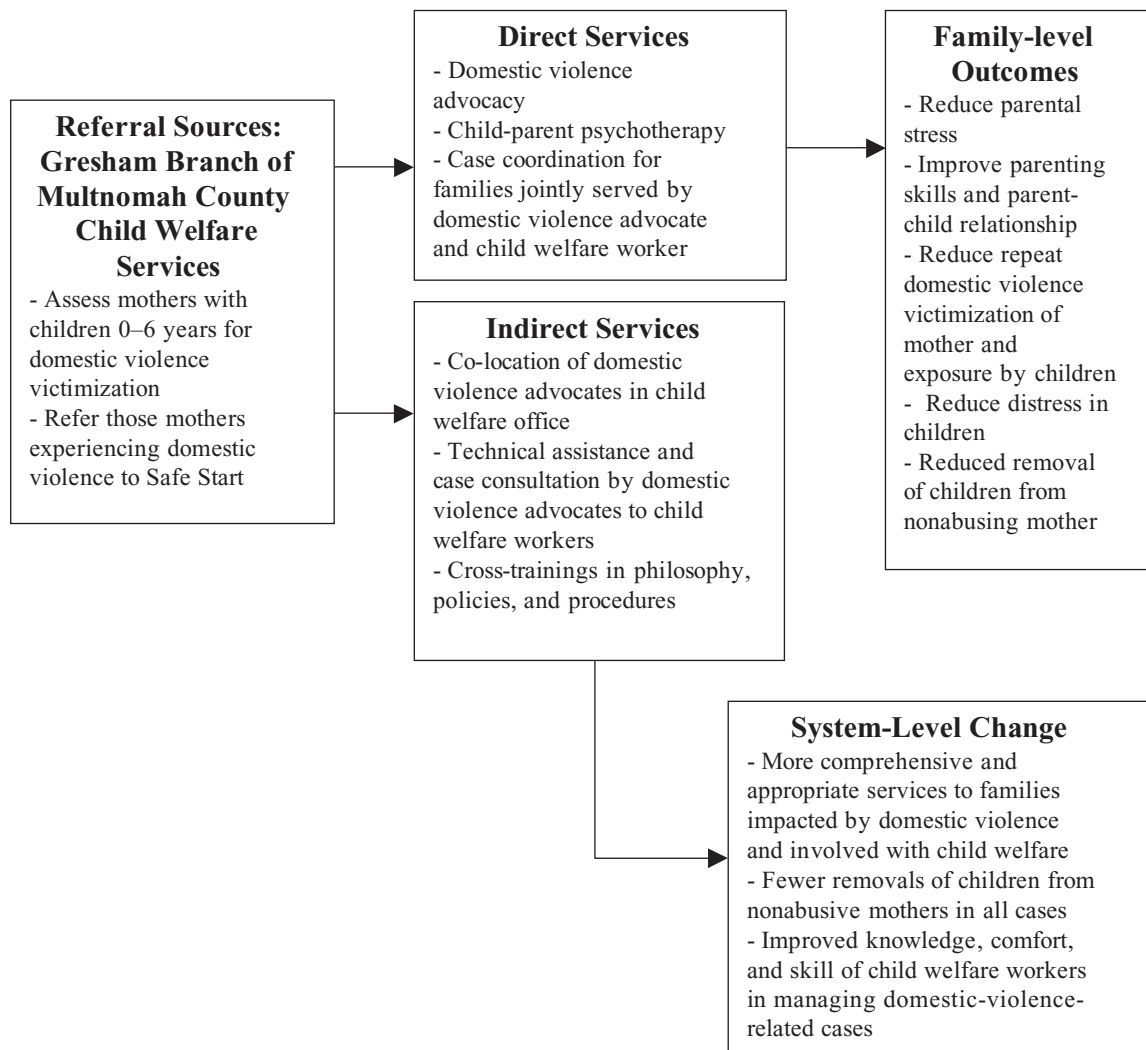 Referral Sources:
Gresham Branch of
Multnomah County
Child Welfare
Services
- Assess mothers with
children 0–6 years for
domestic violence
victimization
- Refer those mothers
experiencing domestic
violence to Safe Start
Direct Services
- Domestic violence
advocacy
- Child-parent psychotherapy
- Case coordination for
families jointly served by
domestic violence advocate
and child welfare worker
Indirect Services
- Co-location of domestic
violence advocates in child
welfare office
- Technical assistance and
case consultation by domestic
violence advocates to child
welfare workers
- Cross-trainings in philosophy,
policies, and procedures
Family-level
Outcomes
- Reduce parental
stress
- Improve parenting
skills and parent-
child relationship
- Reduce repeat
domestic violence
victimization of
mother and
exposure by children
- Reduce distress in
children
- Reduced removal
of children from
nonabusing mother
System-Level Change
- More comprehensive and
appropriate services to families
impacted by domestic violence
and involved with child welfare
- Fewer removals of children from
nonabusive mothers in all cases
- Improved knowledge, comfort,
and skill of child welfare workers
in managing domestic-violence-
related cases